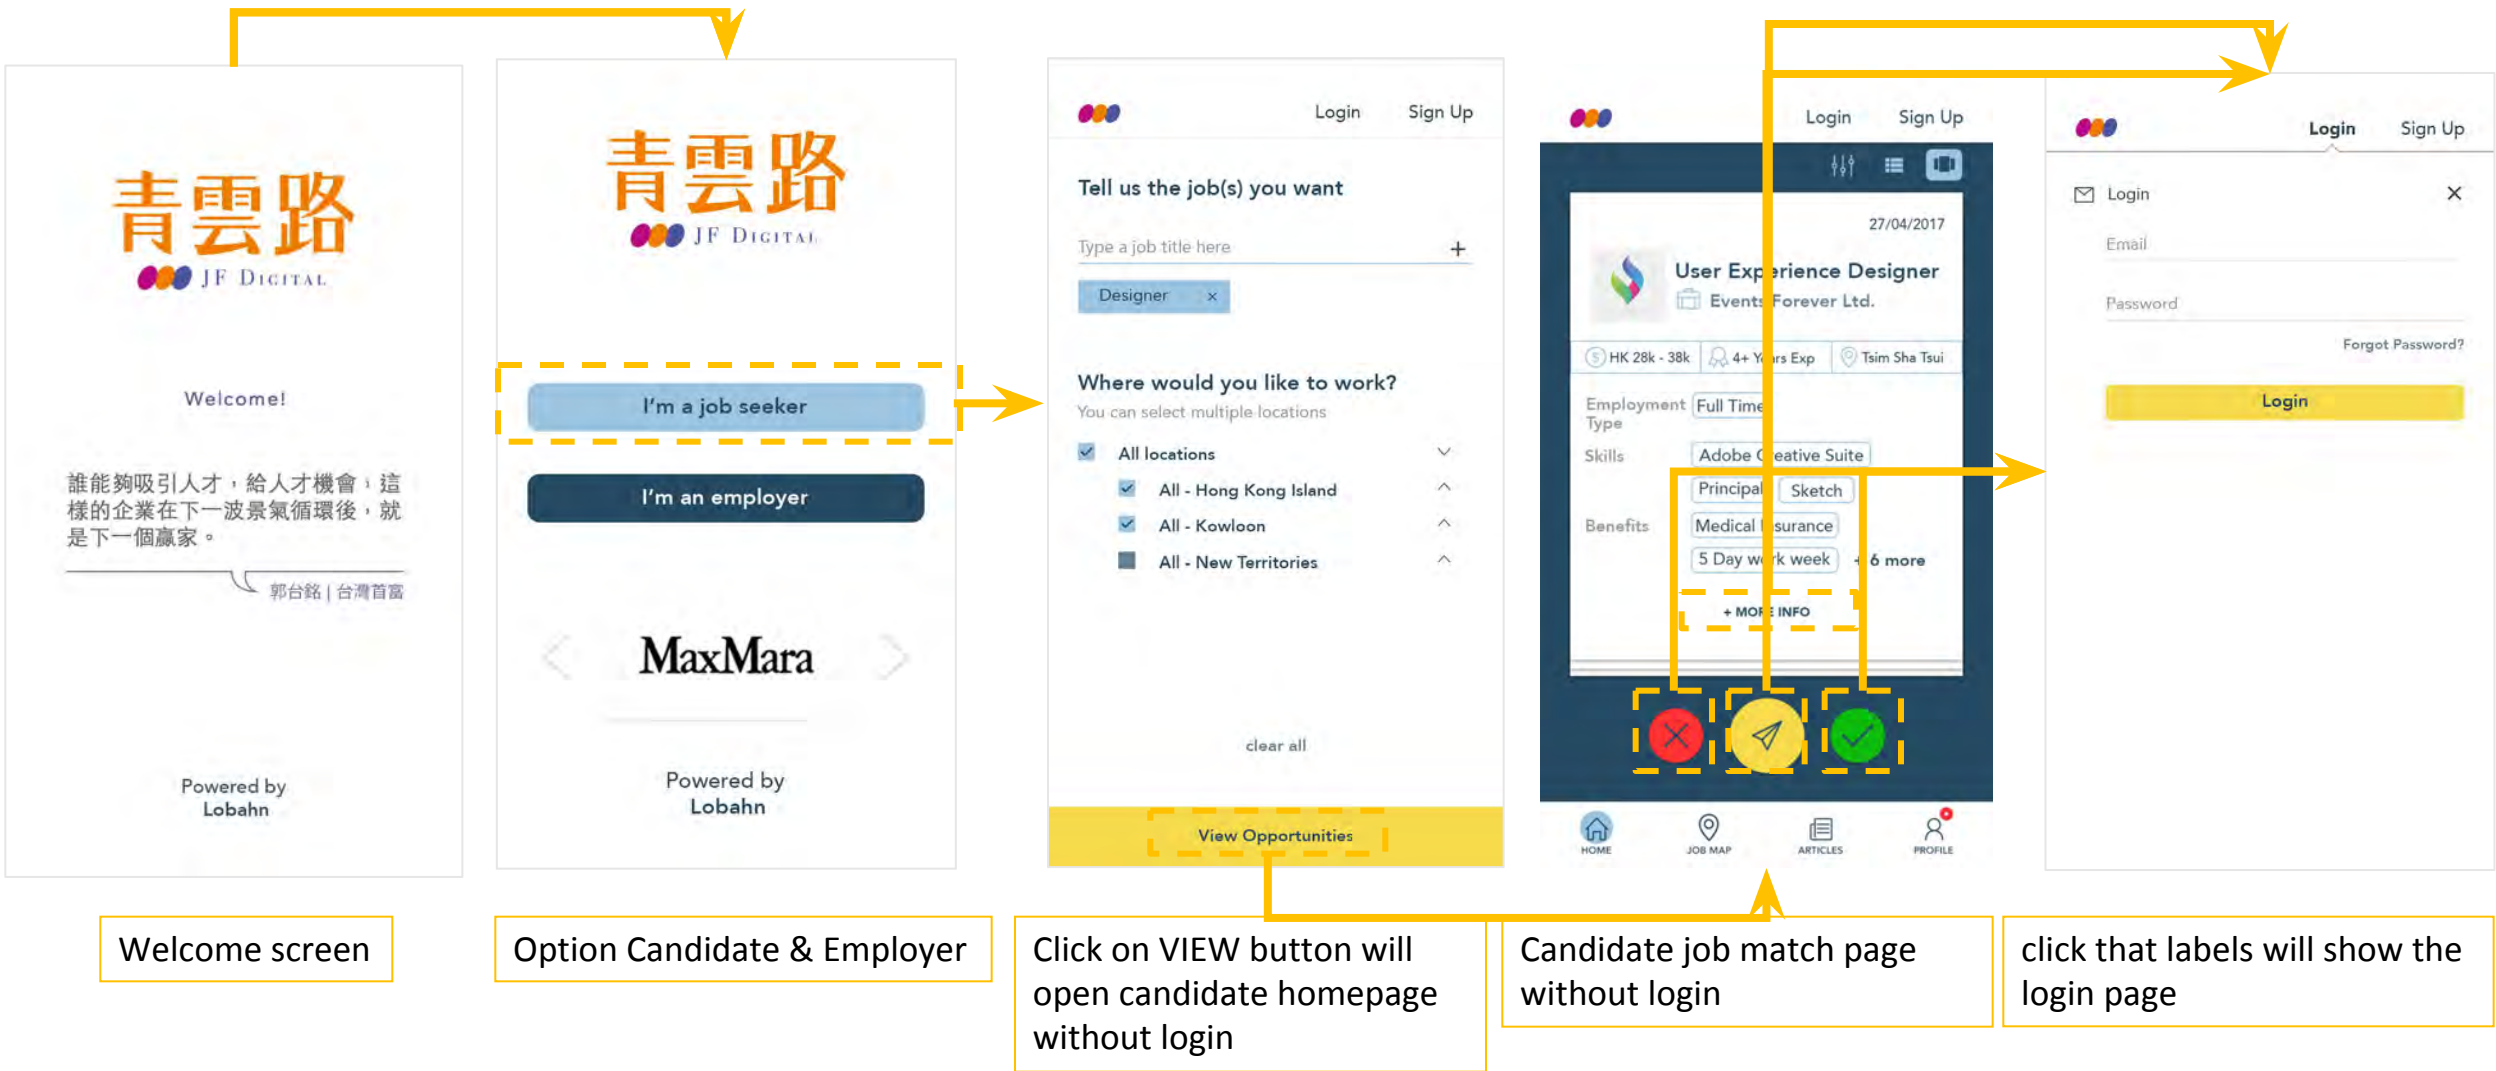 青雲路
JF DIGITAL
Welcome!
誰能夠吸引人才，給人才機會，這
樣的企業在下一波景氣循環後，就
是下一個贏家。
郭台銘 | 台灣首富
Powered by
Lobahn
Welcome screen
青雲路
JF DIGITAL
I'm a job seeker
I'm an employer
MaxMara
Powered by
Lobahn
Option Candidate & Employer
Login Sign Up
Tell us the job(s) you want
Type a job title here +
Designer ×
Where would you like to work?
You can select multiple locations
All locations
All - Hong Kong Island
All - Kowloon
All - New Territories
clear all
View Opportunities
Click on VIEW button will
open candidate homepage
without login
Login Sign Up
27/04/2017
User Experience Designer
Events Forever Ltd.
HK 28k - 38k 4+ Years Exp Tsim Sha Tsui
Employment Full Time
Type
Skills Adobe Creative Suite
Principal Sketch
Benefits Medical Insurance
5 Day work week + 6 more
+ MORE INFO
HOME JOB MAP ARTICLES PROFILE
Candidate job match page
without login
Login Sign Up
Login ×
Email
Password
Forgot Password?
Login
click that labels will show the
login page